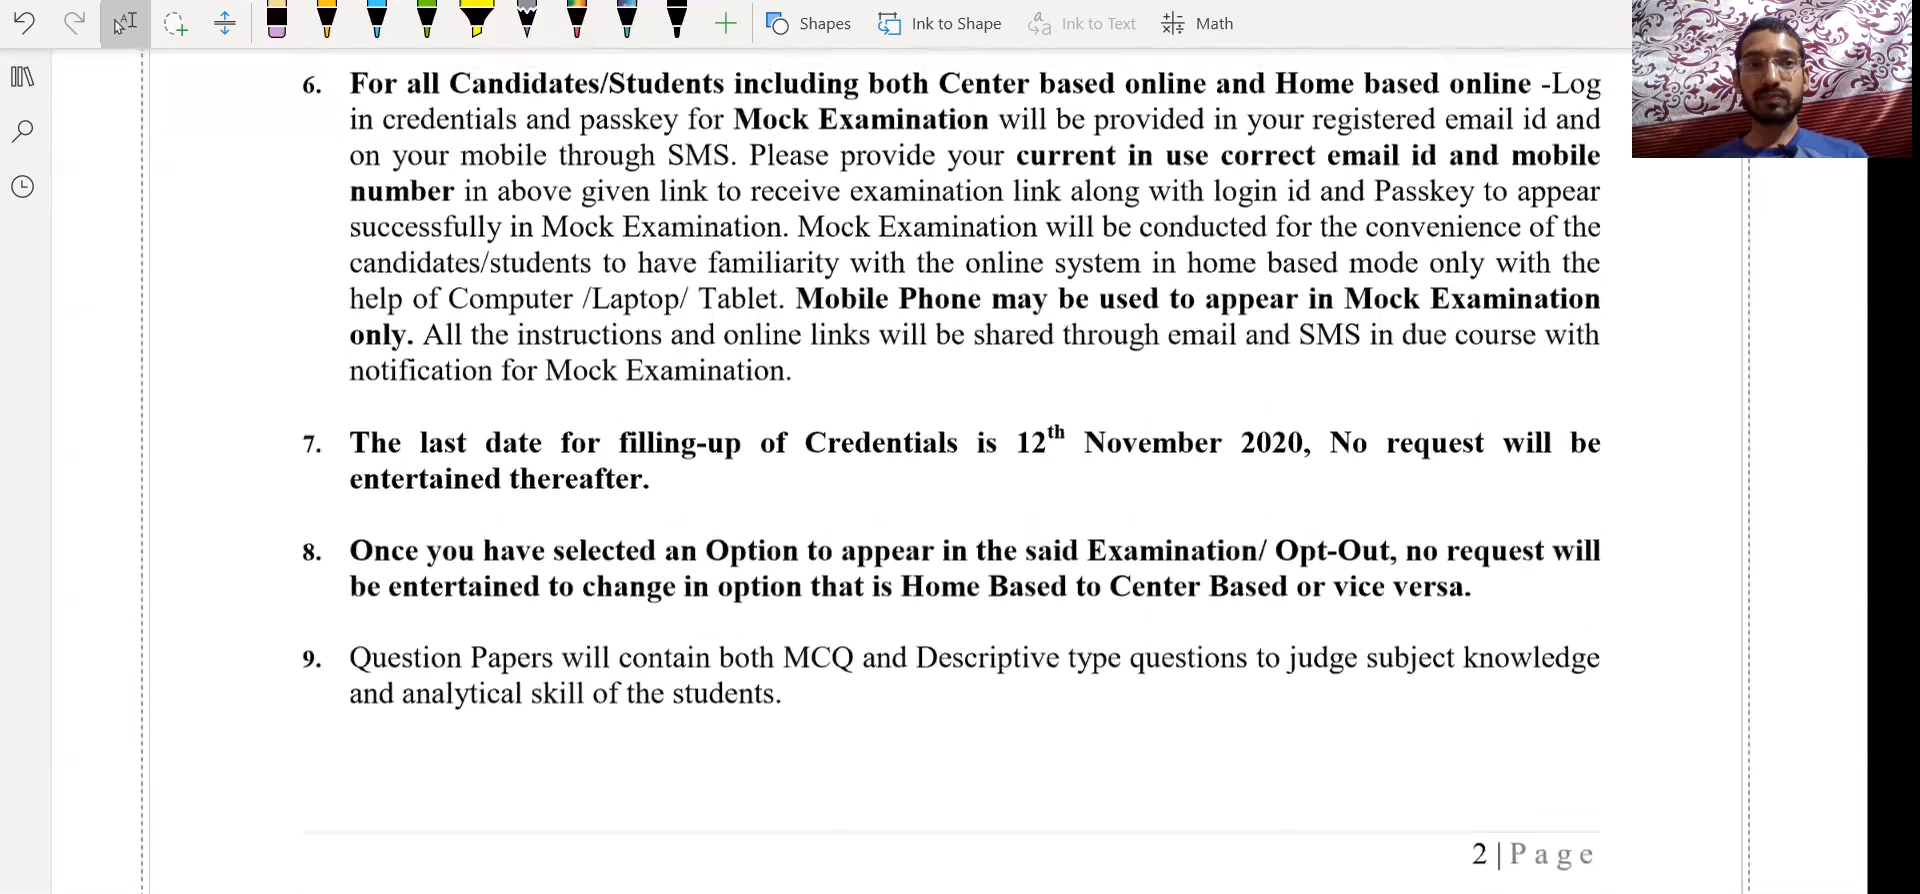 Shapes Ink to Shape Ink to Text Math
6. For all Candidates/Students including both Center based online and Home based online -Log
in credentials and passkey for Mock Examination will be provided in your registered email id and
on your mobile through SMS. Please provide your current in use correct email id and mobile
number in above given link to receive examination link along with login id and Passkey to appear
successfully in Mock Examination. Mock Examination will be conducted for the convenience of the
candidates/students to have familiarity with the online system in home based mode only with the
help of Computer /Laptop/ Tablet. Mobile Phone may be used to appear in Mock Examination
only. All the instructions and online links will be shared through email and SMS in due course with
notification for Mock Examination.
7. The last date for filling-up of Credentials is 12th November 2020, No request will be
entertained thereafter.
8. Once you have selected an Option to appear in the said Examination/ Opt-Out, no request will
be entertained to change in option that is Home Based to Center Based or vice versa.
9. Question Papers will contain both MCQ and Descriptive type questions to judge subject knowledge
and analytical skill of the students.
2 | P a g e